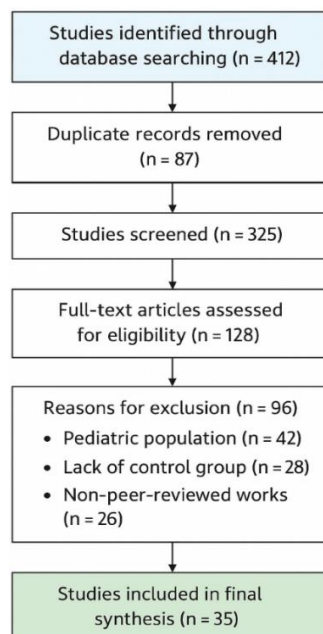 Studies identified through
database searching (n = 412)
Duplicate records removed
(n = 87)
Studies screened (n = 325)
Full-text articles assessed
for eligibility (n = 128)
Reasons for exclusion (n = 96)
• Pediatric population (n = 42)
• Lack of control group (n = 28)
• Non-peer-reviewed works
(n = 26)
Studies included in final
synthesis (n = 35)